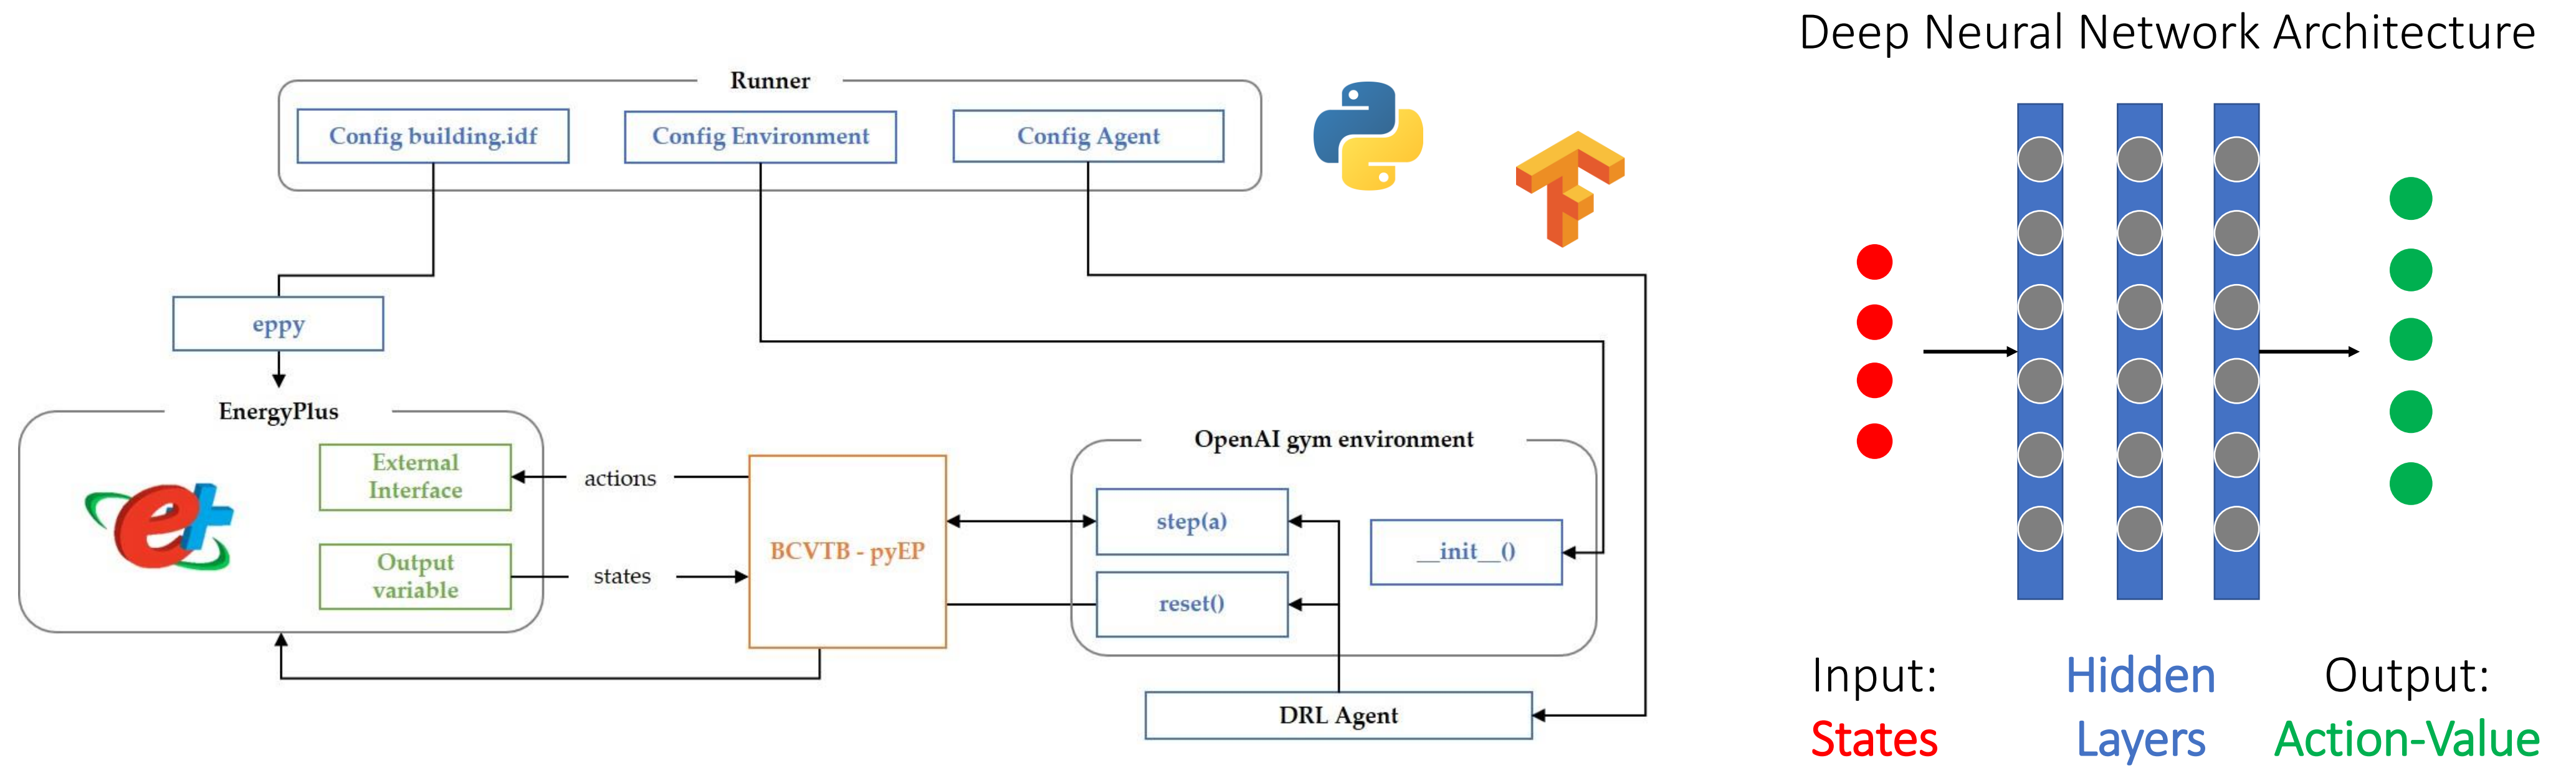 Deep Neural Network Architecture
Runner
Config building.idf
Config Environment
Config Agent
eppy
EnergyPlus
External
Interface
Output
variable
actions
states
BCVTB - pyEP
OpenAI gym environment
step(a)
reset()
__init__()
DRL Agent
Input:
States
Hidden
Layers
Output:
Action-Value